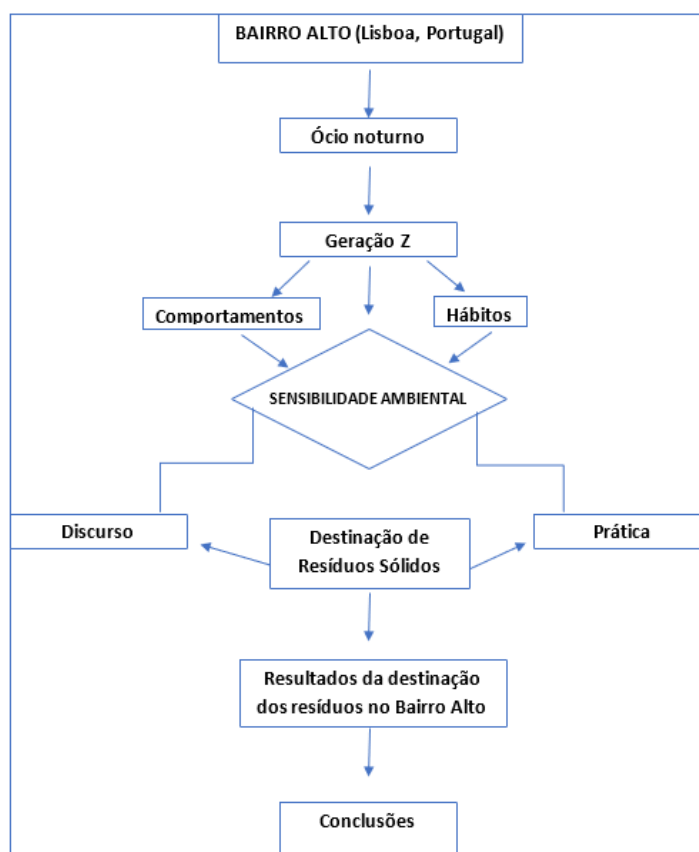 BAIRRO ALTO (Lisboa, Portugal)
Ócio noturno
Geração Z
Comportamentos
Hábitos
SENSIBILIDADE AMBIENTAL
Discurso
Destinação de
Resíduos Sólidos
Prática
Resultados da destinação
dos resíduos no Bairro Alto
Conclusões